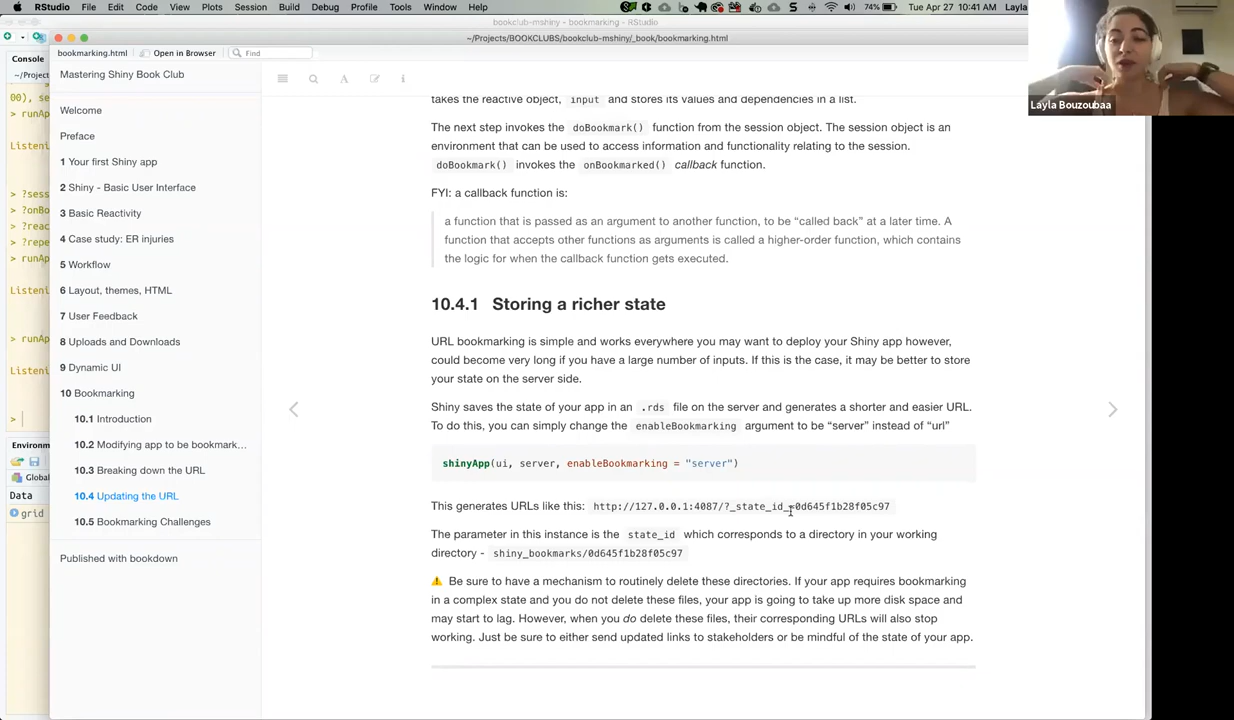 RStudio File Edit Code View Plots Session Build Debug Profile Tools Window Help 74% Tue Apr 27 10:41 AM Layla
bookclub-mshiny - bookmarking - RStudio
~/Projects/BOOKCLUBS/bookclub-mshiny/_book/bookmarking.html
bookmarking.html Open in Browser Find
Console
~/Projec
00), se
> runAp
Listeni
> ?sess
> ?onBo
> ?reac
> ?repe
> runAp
Listeni
> runAp
Listeni
>
Environm
Global
Data
grid
Mastering Shiny Book Club
Welcome
Preface
1 Your first Shiny app
2 Shiny - Basic User Interface
3 Basic Reactivity
4 Case study: ER injuries
5 Workflow
6 Layout, themes, HTML
7 User Feedback
8 Uploads and Downloads
9 Dynamic UI
10 Bookmarking
10.1 Introduction
10.2 Modifying app to be bookmark...
10.3 Breaking down the URL
10.4 Updating the URL
10.5 Bookmarking Challenges
Published with bookdown
takes the reactive object, input and stores its values and dependencies in a list.
The next step invokes the doBookmark() function from the session object. The session object is an
environment that can be used to access information and functionality relating to the session.
doBookmark() invokes the onBookmarked() callback function.
FYI: a callback function is:
a function that is passed as an argument to another function, to be “called back” at a later time. A
function that accepts other functions as arguments is called a higher-order function, which contains
the logic for when the callback function gets executed.
10.4.1 Storing a richer state
URL bookmarking is simple and works everywhere you may want to deploy your Shiny app however,
could become very long if you have a large number of inputs. If this is the case, it may be better to store
your state on the server side.
Shiny saves the state of your app in an .rds file on the server and generates a shorter and easier URL.
To do this, you can simply change the enableBookmarking argument to be “server” instead of “url”
shinyApp(ui, server, enableBookmarking = "server")
This generates URLs like this: http://127.0.0.1:4087/?_state_id_=0d645f1b28f05c97
The parameter in this instance is the state_id which corresponds to a directory in your working
directory - shiny_bookmarks/0d645f1b28f05c97
⚠ Be sure to have a mechanism to routinely delete these directories. If your app requires bookmarking
in a complex state and you do not delete these files, your app is going to take up more disk space and
may start to lag. However, when you do delete these files, their corresponding URLs will also stop
working. Just be sure to either send updated links to stakeholders or be mindful of the state of your app.
Layla Bouzoubaa